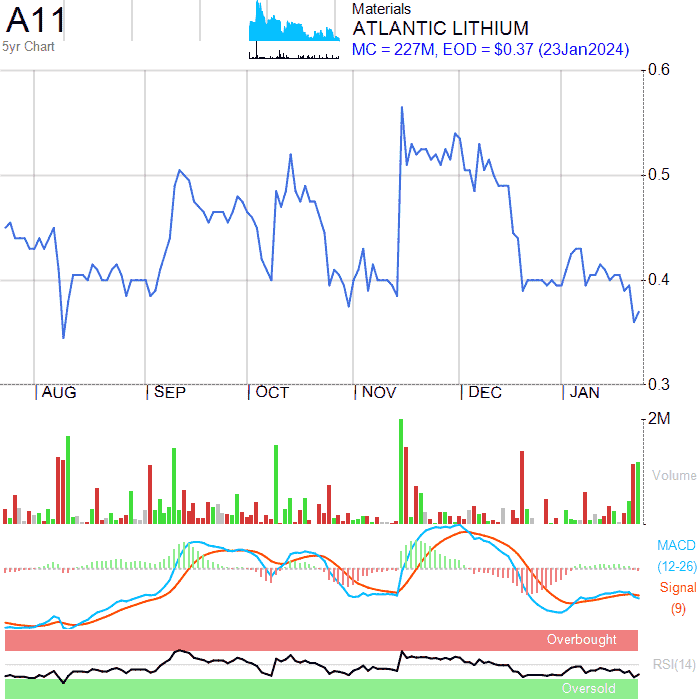 A11
5yr Chart
Materials
ATLANTIC LITHIUM
MC = 227M, EOD = $0.37 (23Jan2024)
0.6
0.5
0.4
0.3
AUG
SEP
OCT
NOV
DEC
JAN
2M
Volume
MACD
(12-26)
Signal
(9)
Overbought
RSI(14)
Oversold